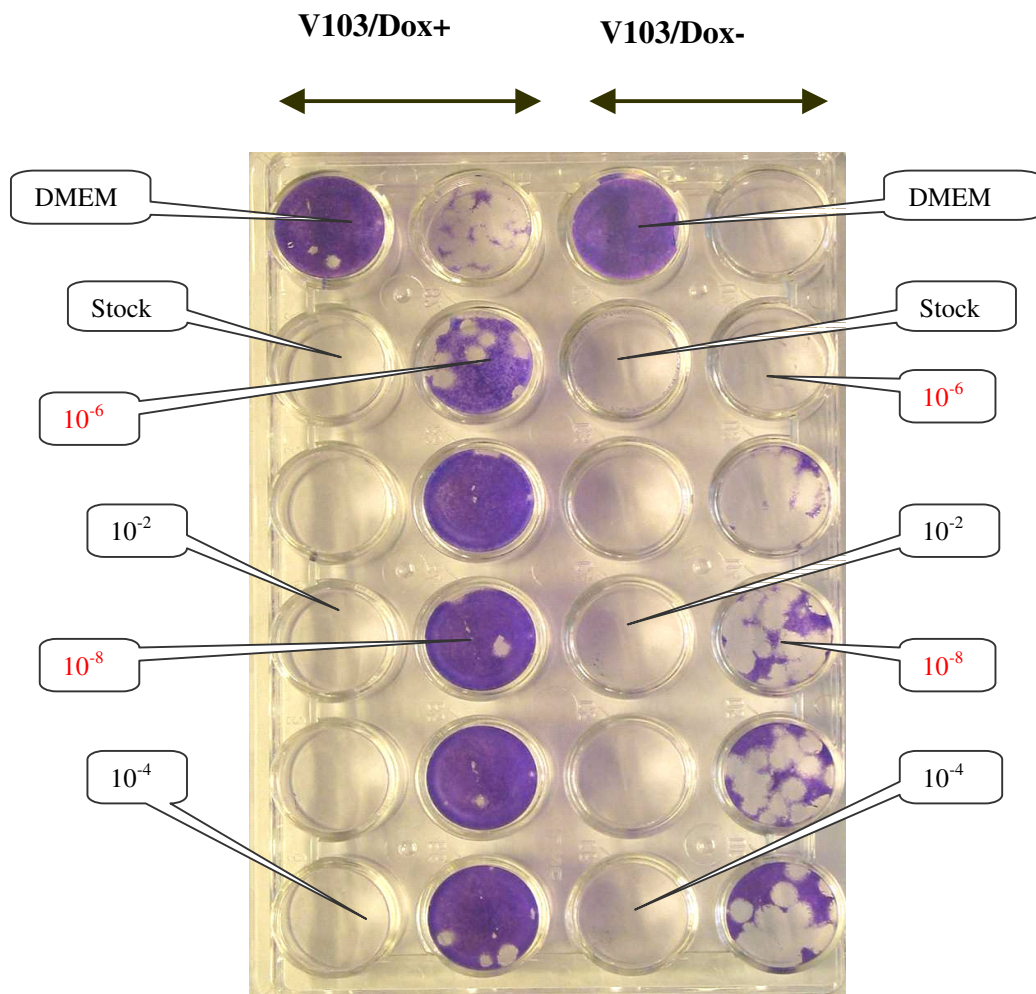 V103/Dox+ V103/Dox-
DMEM DMEM
Stock Stock
10⁻⁶ 10⁻⁶
10⁻² 10⁻²
10⁻⁸ 10⁻⁸
10⁻⁴ 10⁻⁴